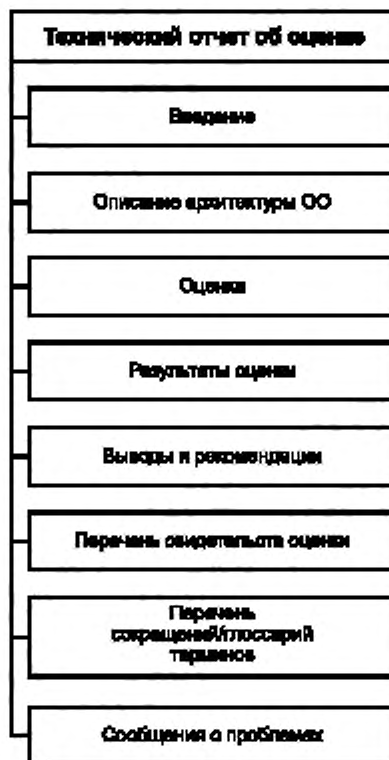 Технический отчет об оценке
Введение
Описание архитектуры ОО
Оценка
Результаты оценки
Выводы и рекомендации
Перечень свидетельств оценки
Перечень
сокращений/глоссарий
терминов
Сообщения о проблемах